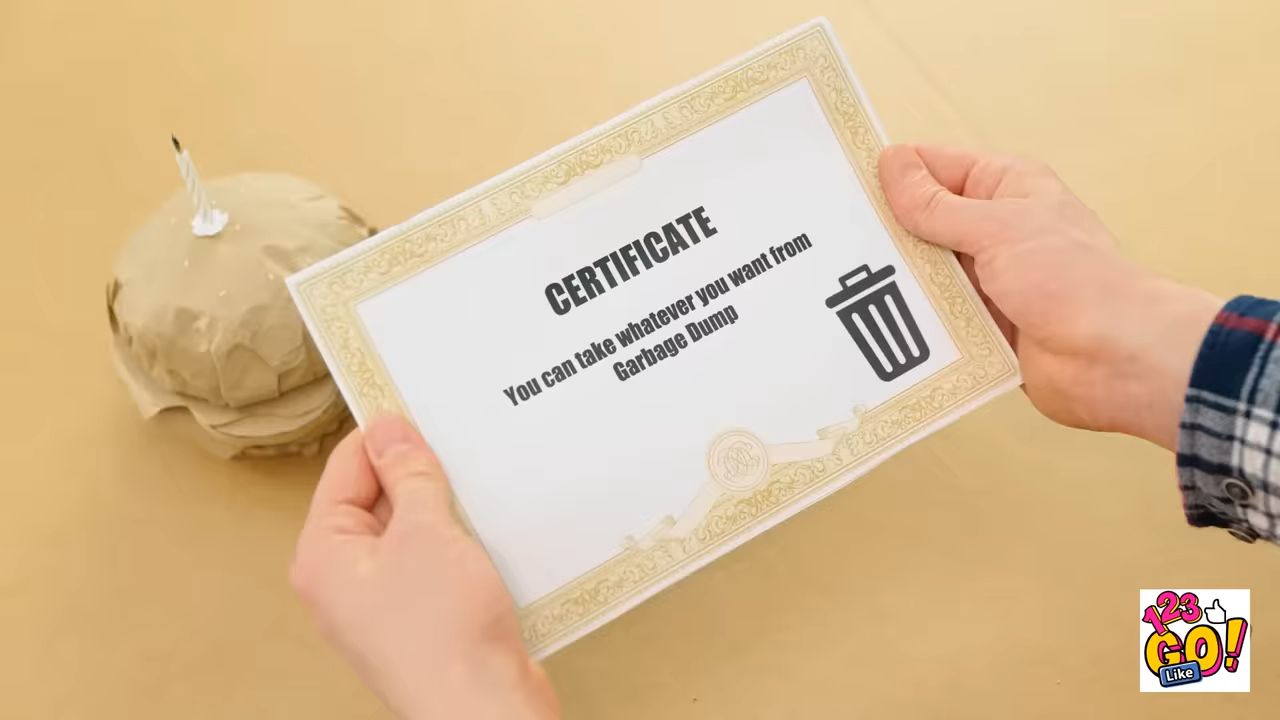 CERTIFICATE
You can take whatever you want from
Garbage Dump
123
GO!
Like